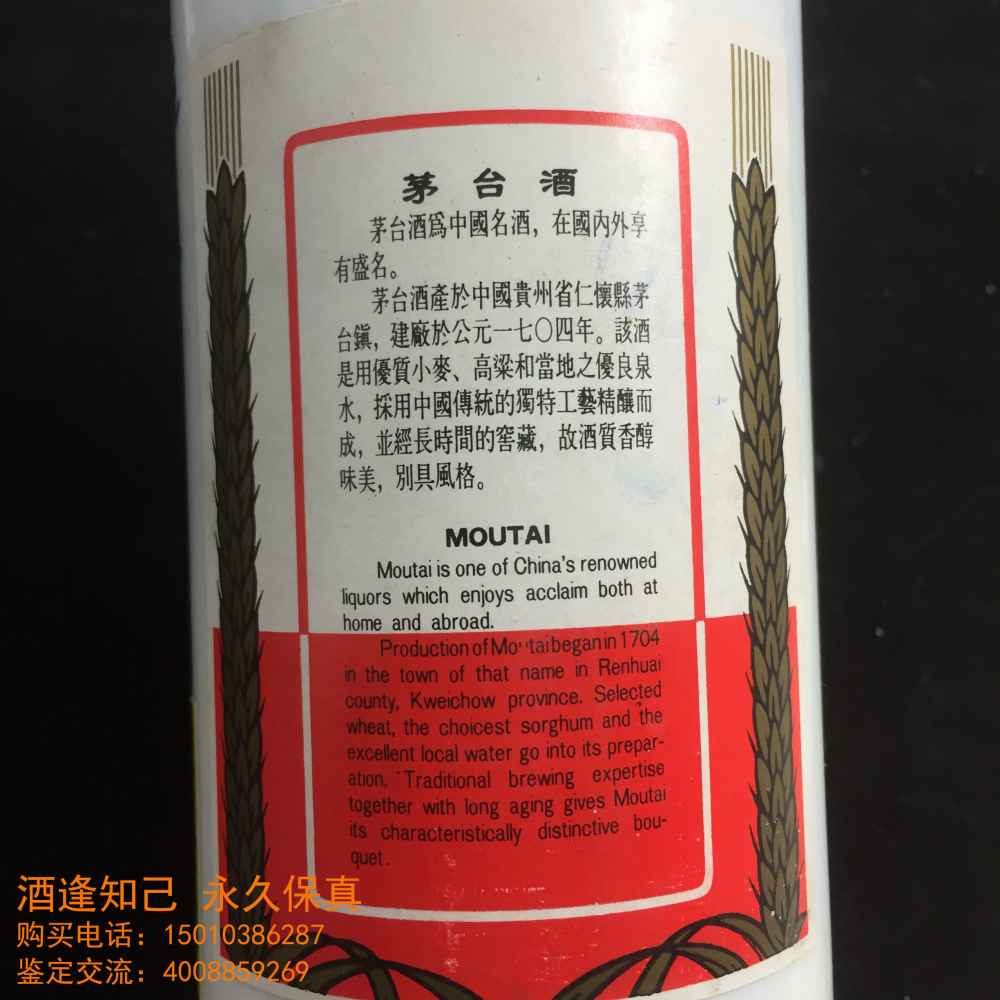 茅台酒
茅台酒爲中國名酒，在國內外享
有盛名。
茅台酒產於中國貴州省仁懷縣茅
台鎭，建廠於公元一七〇四年。該酒
是用優質小麥、高粱和當地之優良泉
水，採用中國傳統的獨特工藝精釀而
成，並經長時間的窖藏，故酒質香醇
味美，別具風格。
MOUTAI
Moutai is one of China's renowned
liquors which enjoys acclaim both at
home and abroad.
Production of Moutai began in 1704
in the town of that name in Renhuai
county, Kweichow province. Selected
wheat, the choicest sorghum and the
excellent local water go into its prepar-
ation. Traditional brewing expertise
together with long aging gives Moutai
its characteristically distinctive bou-
quet.
酒逢知己 永久保真
购买电话：15010386287
鉴定交流：4008859269